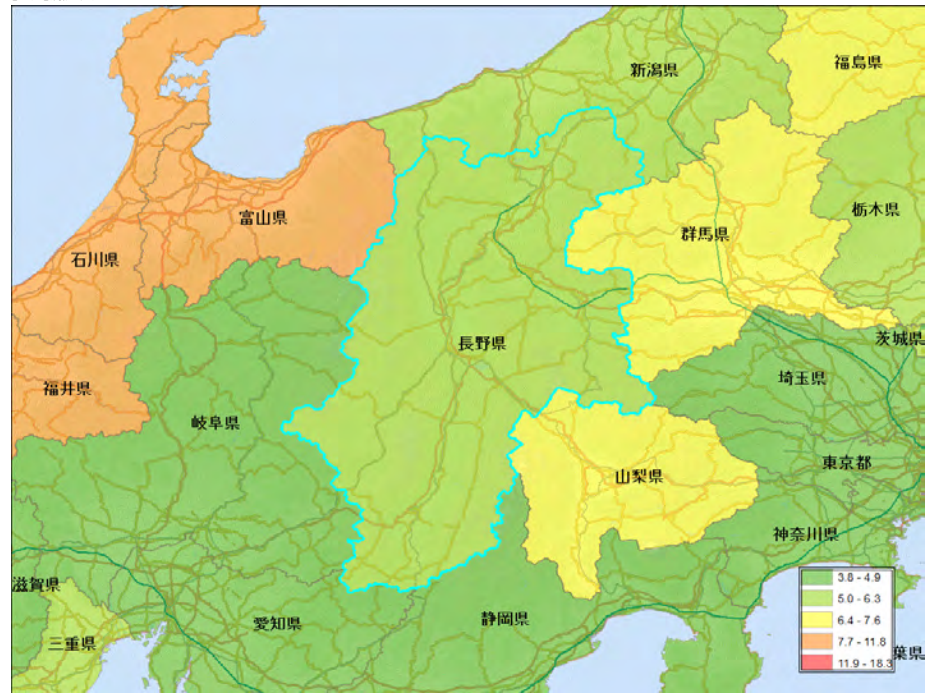 新潟県
福島県
栃木県
富山県
群馬県
石川県
長野県
茨城県
埼玉県
福井県
岐阜県
東京都
山梨県
神奈川県
滋賀県
愛知県
静岡県
三重県
3.8 - 4.9
5.0 - 6.3
6.4 - 7.6
7.7 - 11.8
11.9 - 18.3
葉県